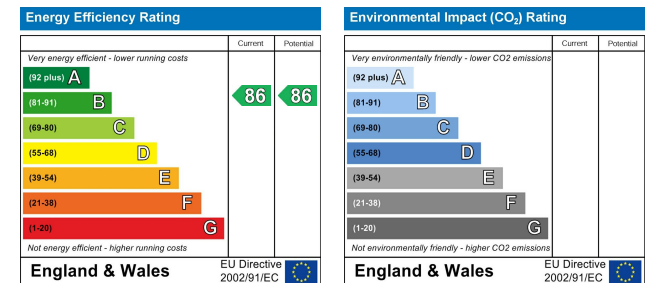 Energy Efficiency Rating
Current Potential
Very energy efficient - lower running costs
(92 plus) A
(81-91) B
86 86
(69-80) C
(55-68) D
(39-54) E
(21-38) F
(1-20) G
Not energy efficient - higher running costs
England & Wales
EU Directive
2002/91/EC
Environmental Impact (CO₂) Rating
Current Potential
Very environmentally friendly - lower CO2 emissions
(92 plus) A
(81-91) B
(69-80) C
(55-68) D
(39-54) E
(21-38) F
(1-20) G
Not environmentally friendly - higher CO2 emissions
England & Wales
EU Directive
2002/91/EC